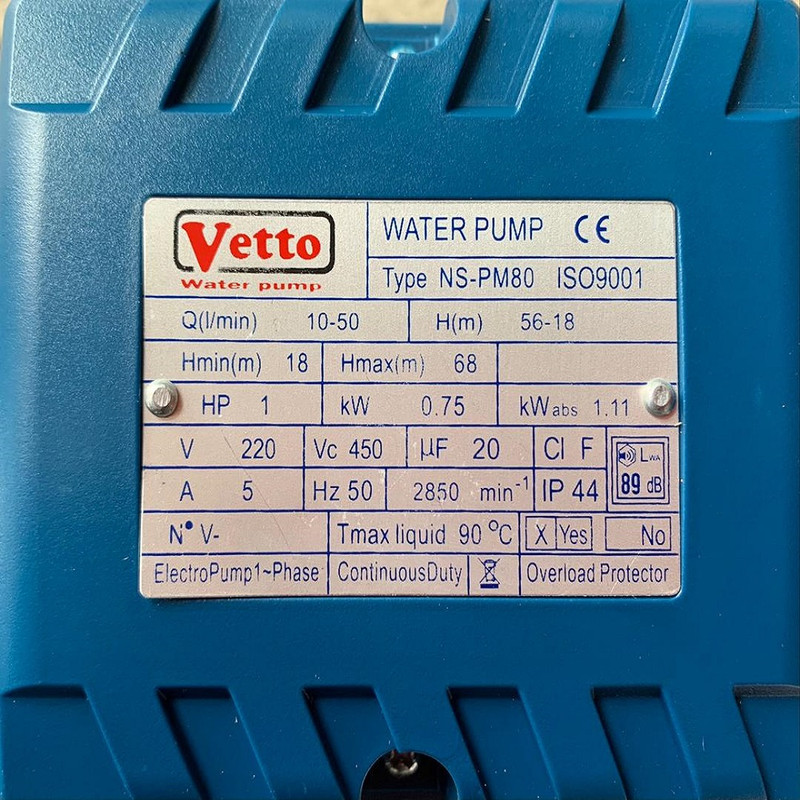 Vetto
Water pump
WATER PUMP CE
Type NS-PM80 ISO9001
Q(l/min) 10-50 H(m) 56-18
Hmin(m) 18 Hmax(m) 68
HP 1 kW 0.75 kWabs 1.11
V 220 Vc 450 μF 20 Cl F LWA
A 5 Hz 50 2850 min⁻¹ IP 44 89 dB
N° V- Tmax liquid 90 °C X Yes No
ElectroPump1~Phase ContinuousDuty Overload Protector